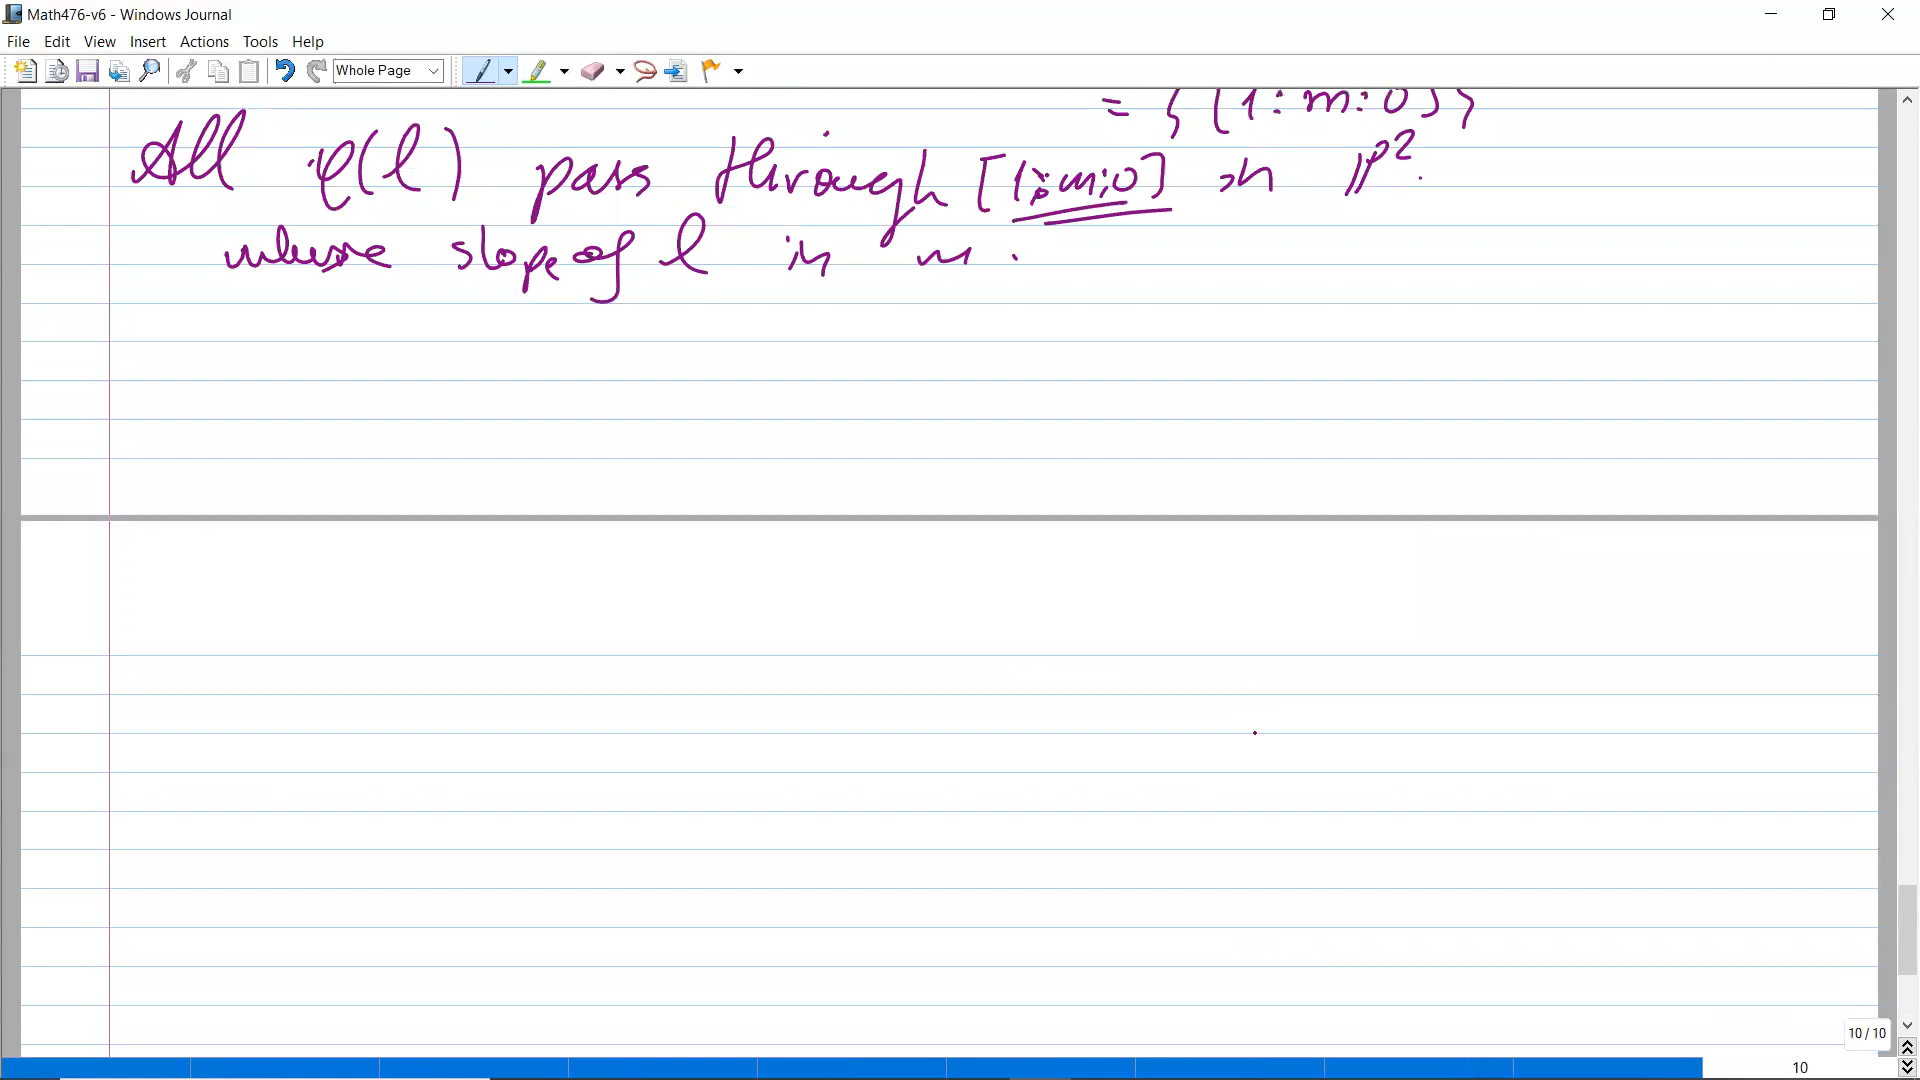 Math476-v6 - Windows Journal
File Edit View Insert Actions Tools Help
Whole Page
= { [1:m:0] }
All φ(l) pass through [1:m:0] in P².
where slope of l is m.
10 / 10
10